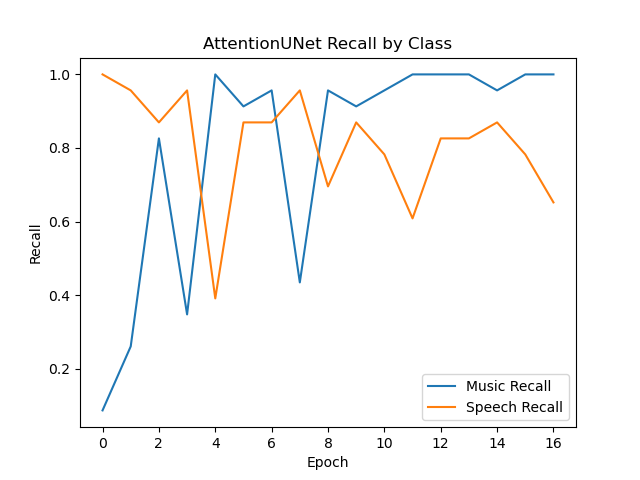 AttentionUNet Recall by Class
1.0
0.8
0.6
0.4
0.2
Recall
0 2 4 6 8 10 12 14 16
Epoch
Music Recall
Speech Recall